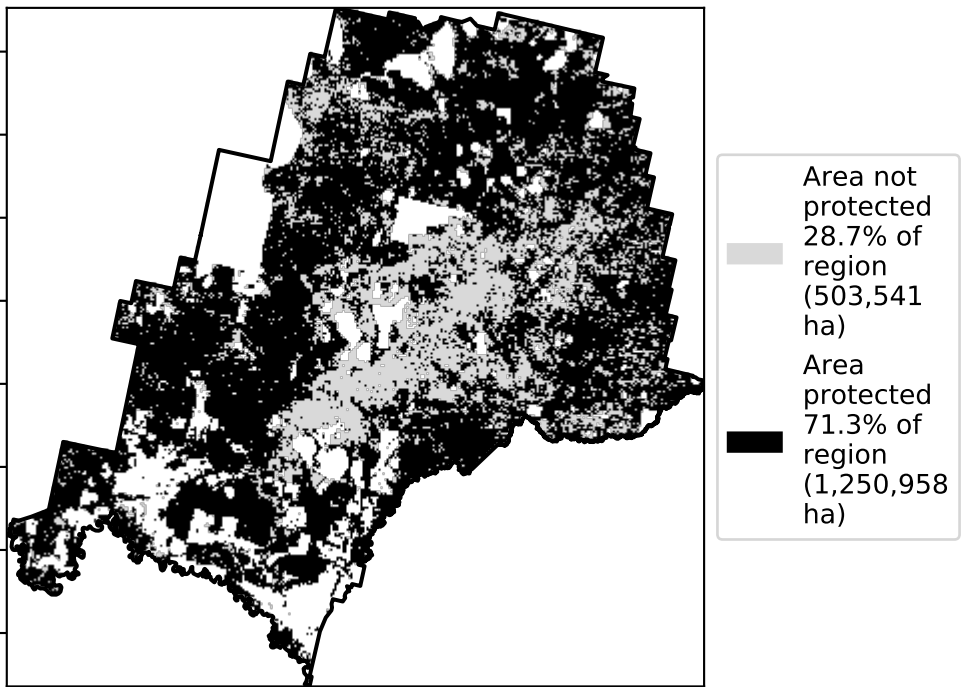 Area not
protected
28.7% of
region
(503,541
ha)
Area
protected
71.3% of
region
(1,250,958
ha)